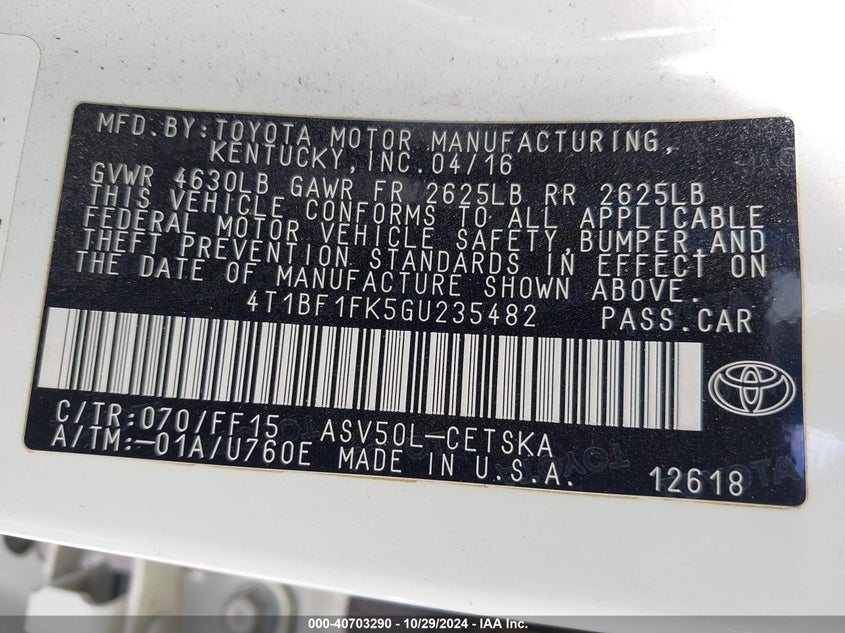 MFD. BY: TOYOTA MOTOR MANUFACTURING,
KENTUCKY, INC. 04/16
GVWR 4630LB GAWR FR 2625LB RR 2625LB
THIS VEHICLE CONFORMS TO ALL APPLICABLE
FEDERAL MOTOR VEHICLE SAFETY, BUMPER, AND
THEFT PREVENTION STANDARDS IN EFFECT ON
THE DATE OF MANUFACTURE SHOWN ABOVE.
4T1BF1FK5GU235482 PASS. CAR
C/TR: 070/FF15 ASV50L-CETSKA
A/TM: -01A/U760E MADE IN U.S.A. 12618
000-40703290 - 10/29/2024 - IAA Inc.